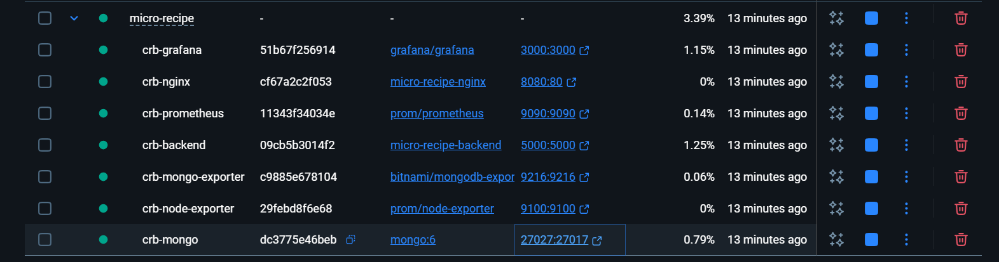 micro-recipe - - - 3.39% 13 minutes ago
crb-grafana 51b67f256914 grafana/grafana 3000:3000 1.15% 13 minutes ago
crb-nginx cf67a2c2f053 micro-recipe-nginx 8080:80 0% 13 minutes ago
crb-prometheus 11343f34034e prom/prometheus 9090:9090 0.14% 13 minutes ago
crb-backend 09cb5b3014f2 micro-recipe-backend 5000:5000 1.25% 13 minutes ago
crb-mongo-exporter c9885e678104 bitnami/mongodb-expor 9216:9216 0.06% 13 minutes ago
crb-node-exporter 29febd8f6e68 prom/node-exporter 9100:9100 0% 13 minutes ago
crb-mongo dc3775e46beb mongo:6 27027:27017 0.79% 13 minutes ago